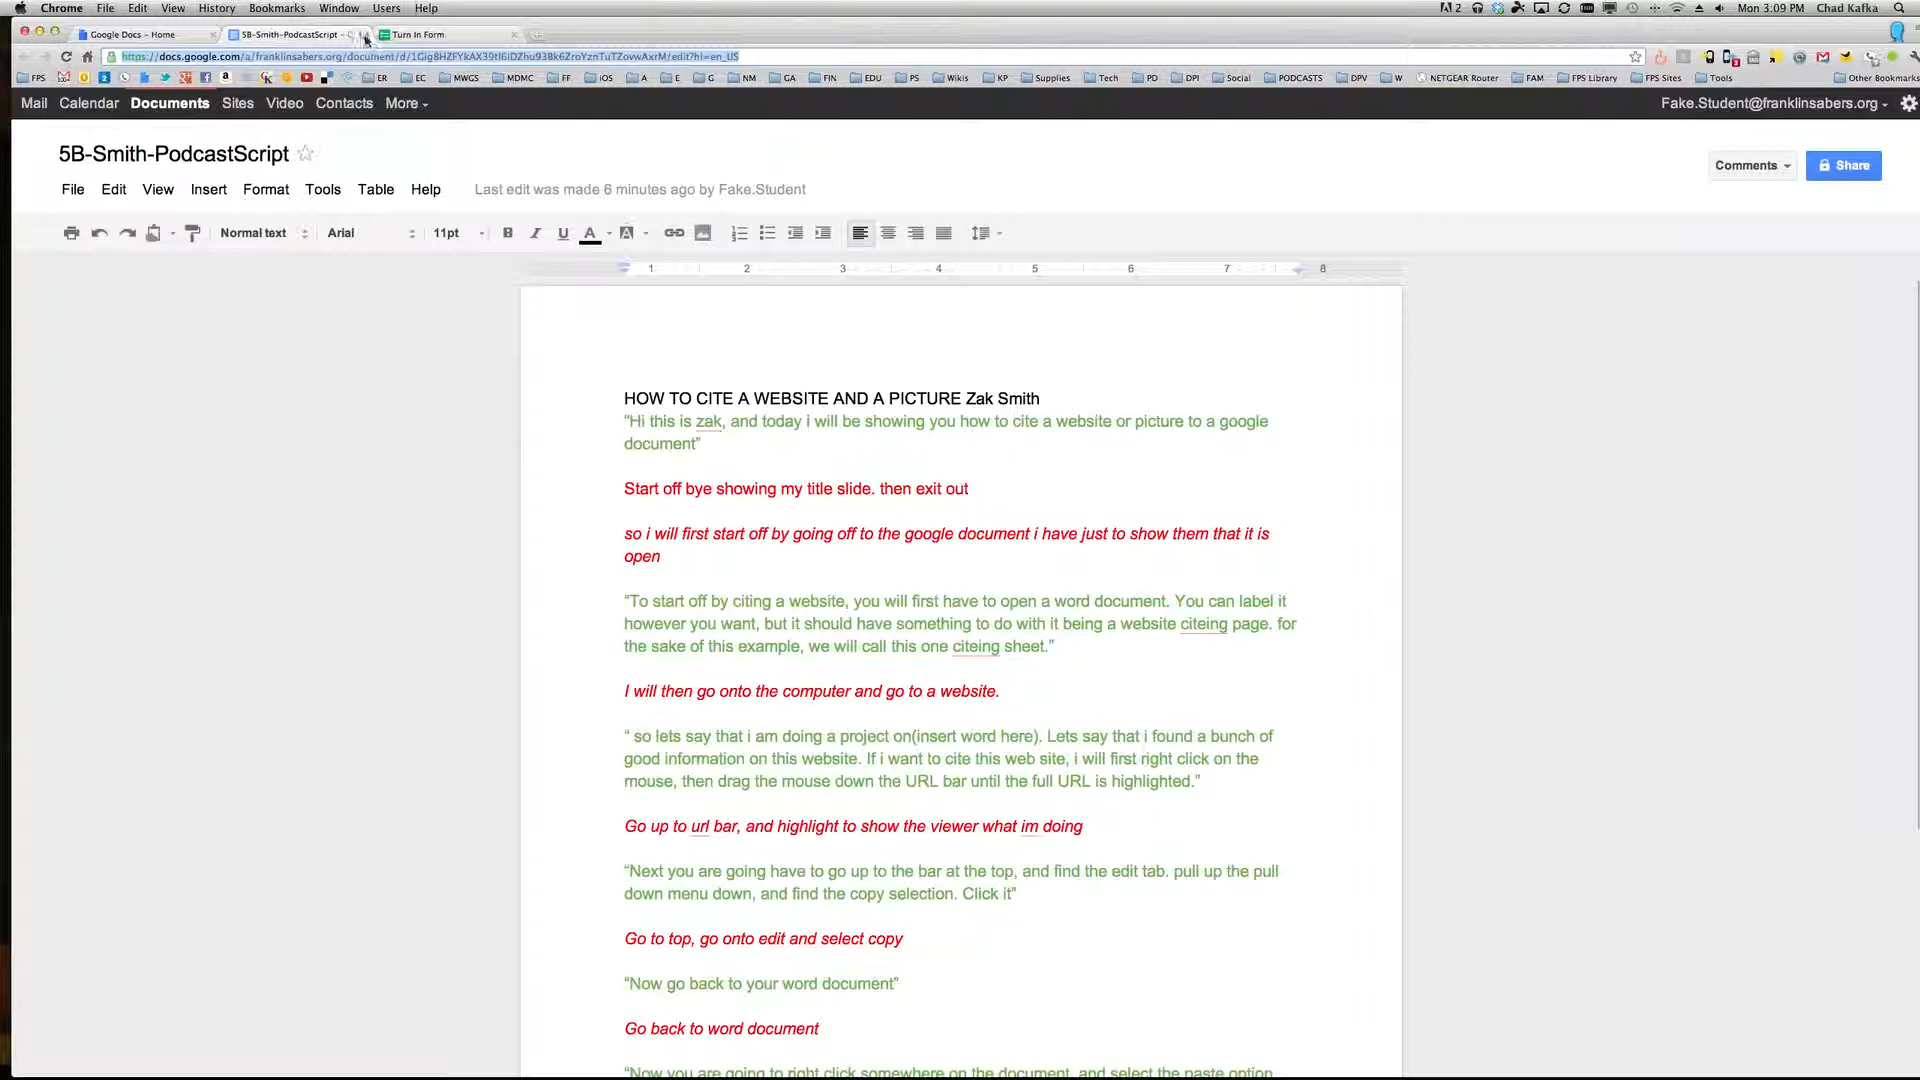 Chrome File Edit View History Bookmarks Window Users Help
2 Mon 3:09 PM Chad Kafka
Google Docs - Home
5B-Smith-PodcastScript -
Turn In Form
FPS ER EC MWGS MDMC FF iOS A E G NM GA FIN EDU PS Wikis KP Supplies Tech PD DPI Social PODCASTS DPV W NETGEAR Router FAM FPS Library FPS Sites Tools Other Bookmarks
Mail Calendar Documents Sites Video Contacts More
Fake.Student@franklinsabers.org
5B-Smith-PodcastScript
Comments
Share
File Edit View Insert Format Tools Table Help Last edit was made 6 minutes ago by Fake.Student
Normal text Arial 11pt B I U A A
1 2 3 4 5 6 7 8
HOW TO CITE A WEBSITE AND A PICTURE Zak Smith
“Hi this is zak, and today i will be showing you how to cite a website or picture to a google
document”
Start off bye showing my title slide. then exit out
so i will first start off by going off to the google document i have just to show them that it is
open
“To start off by citing a website, you will first have to open a word document. You can label it
however you want, but it should have something to do with it being a website citeing page. for
the sake of this example, we will call this one citeing sheet.”
I will then go onto the computer and go to a website.
“ so lets say that i am doing a project on(insert word here). Lets say that i found a bunch of
good information on this website. If i want to cite this web site, i will first right click on the
mouse, then drag the mouse down the URL bar until the full URL is highlighted.”
Go up to url bar, and highlight to show the viewer what im doing
“Next you are going have to go up to the bar at the top, and find the edit tab. pull up the pull
down menu down, and find the copy selection. Click it”
Go to top, go onto edit and select copy
“Now go back to your word document”
Go back to word document
“Now you are going to right click somewhere on the document, and select the paste option